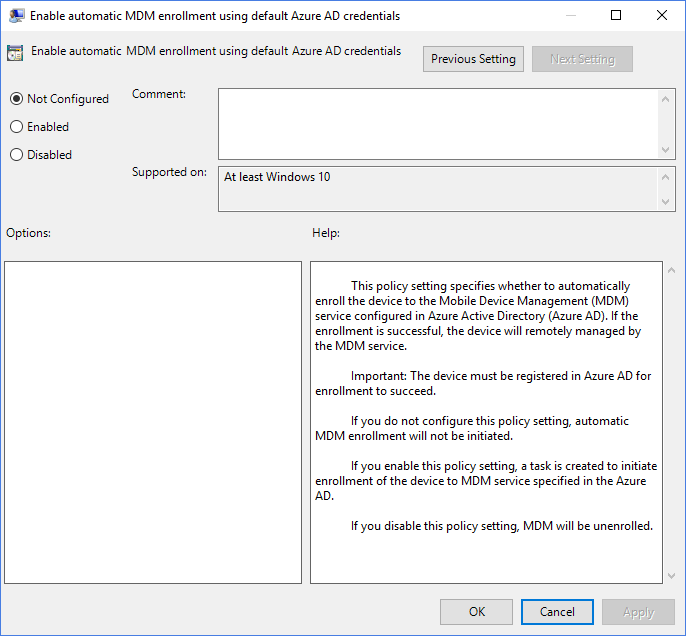 Enable automatic MDM enrollment using default Azure AD credentials
Enable automatic MDM enrollment using default Azure AD credentials
Previous Setting
Next Setting
Not Configured
Enabled
Disabled
Comment:
Supported on:
At least Windows 10
Options:
Help:
This policy setting specifies whether to automatically
enroll the device to the Mobile Device Management (MDM)
service configured in Azure Active Directory (Azure AD). If the
enrollment is successful, the device will remotely managed by
the MDM service.
Important: The device must be registered in Azure AD for
enrollment to succeed.
If you do not configure this policy setting, automatic
MDM enrollment will not be initiated.
If you enable this policy setting, a task is created to initiate
enrollment of the device to MDM service specified in the Azure
AD.
If you disable this policy setting, MDM will be unenrolled.
OK
Cancel
Apply